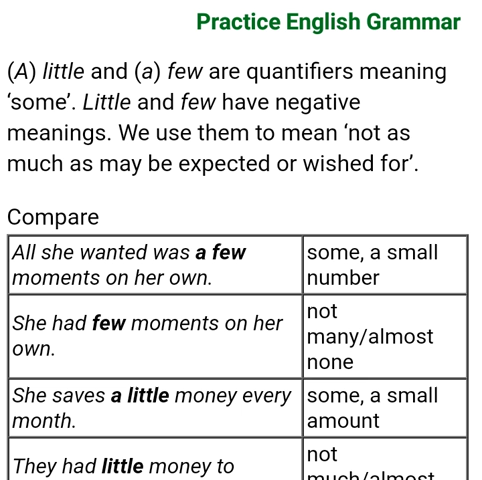 Practice English Grammar
(A) little and (a) few are quantifiers meaning
‘some’. Little and few have negative
meanings. We use them to mean ‘not as
much as may be expected or wished for’.
Compare
All she wanted was a few
moments on her own.
some, a small
number
She had few moments on her
own.
not
many/almost
none
She saves a little money every
month.
some, a small
amount
They had little money to
not
much/almost